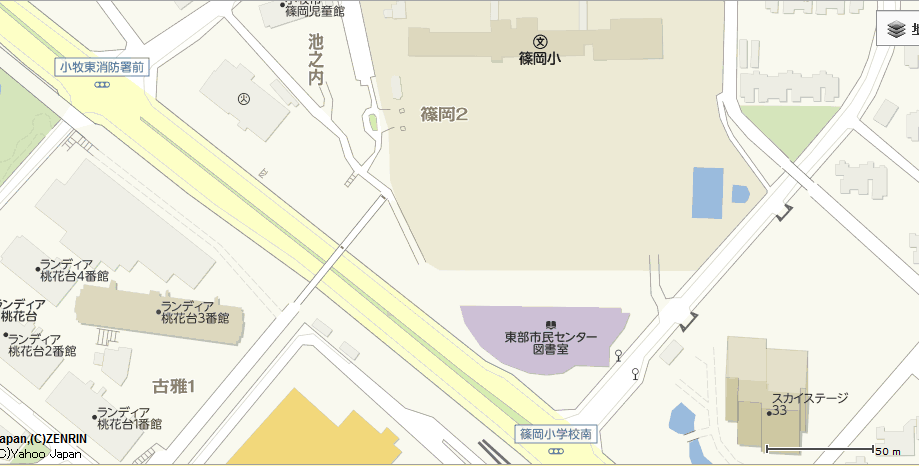 小牧市
篠岡児童館
地
池之内
篠岡小
小牧東消防署前
篠岡2
ランディア
桃花台4番館
ランディア
桃花台
ランディア
桃花台3番館
ランディア
桃花台2番館
東部市民センター
図書室
古雅1
スカイステージ
33
ランディア
桃花台1番館
篠岡小学校南
apan,(C)ZENRIN
C)Yahoo Japan
50 m